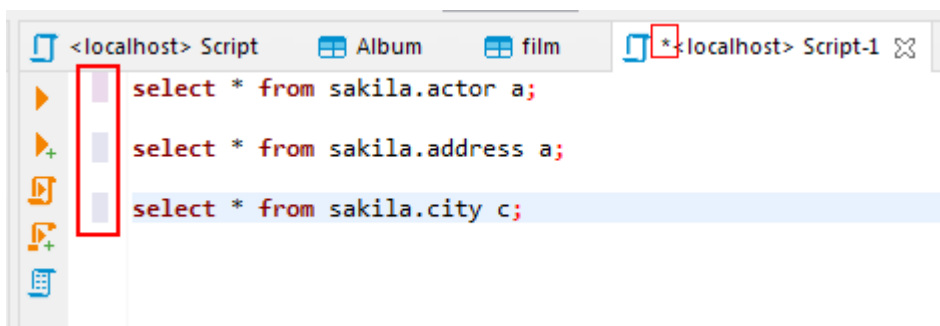 <localhost> Script Album film *<localhost> Script-1
select * from sakila.actor a;
select * from sakila.address a;
select * from sakila.city c;